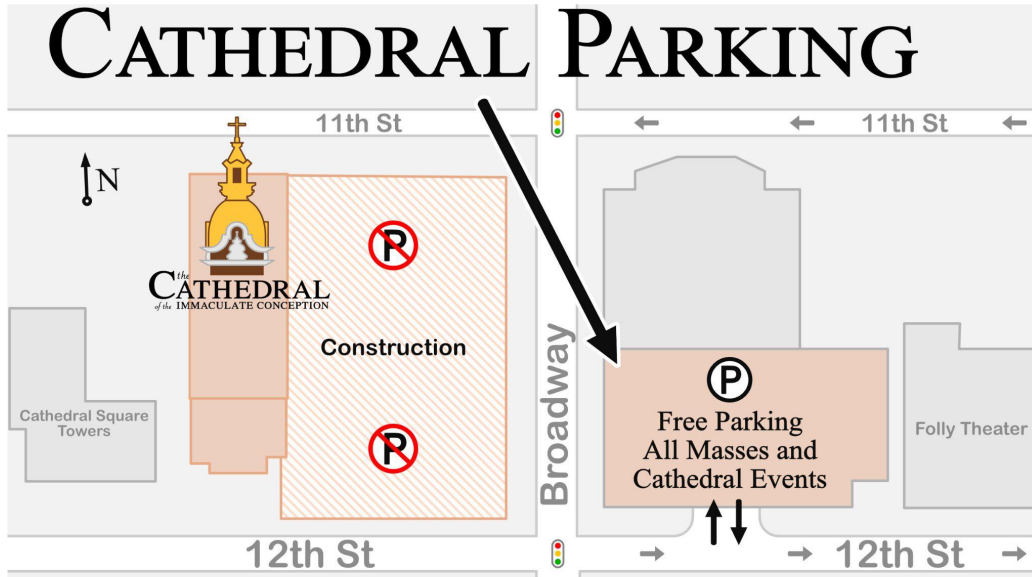 CATHEDRAL PARKING
11th St
11th St
N
P
the
CATHEDRAL
of the IMMACULATE CONCEPTION
Construction
Broadway
P
Free Parking
All Masses and
Cathedral Events
Cathedral Square
Towers
Folly Theater
P
12th St
12th St